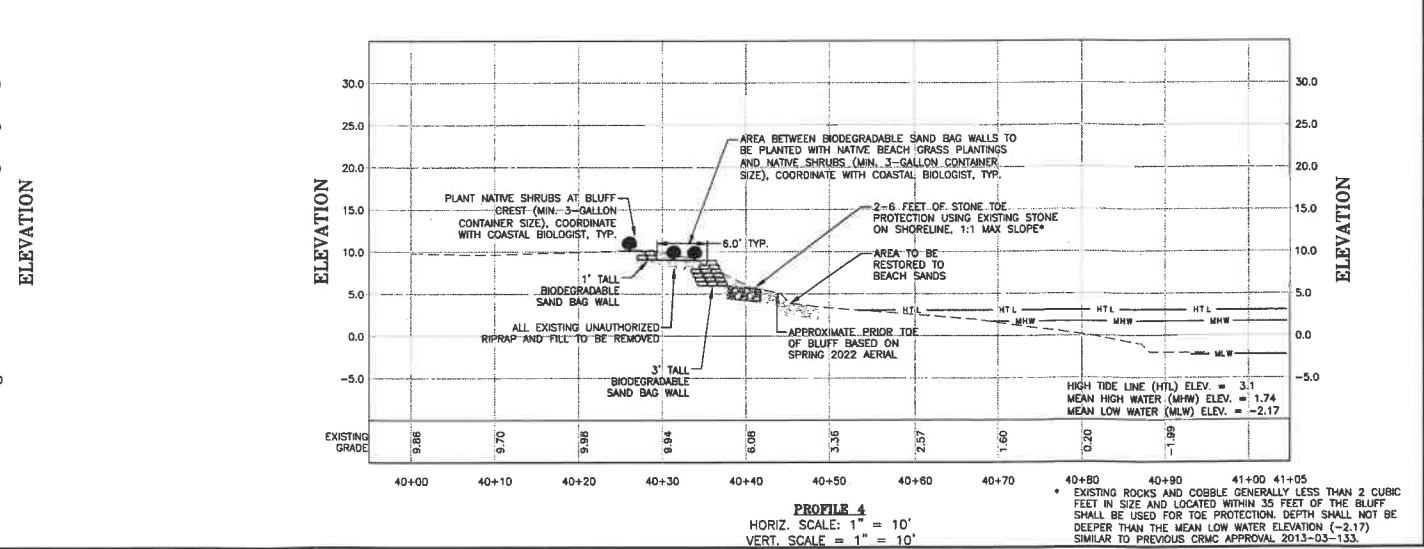 ELEVATION
ELEVATION
30.0
25.0
20.0
15.0
10.0
5.0
0.0
-5.0
AREA BETWEEN BIODEGRADABLE SAND BAG WALLS TO
BE PLANTED WITH NATIVE BEACH GRASS PLANTINGS
AND NATIVE SHRUBS (MIN. 3-GALLON CONTAINER
SIZE), COORDINATE WITH COASTAL BIOLOGIST, TYP.
PLANT NATIVE SHRUBS AT BLUFF
CREST (MIN. 3-GALLON
CONTAINER SIZE), COORDINATE
WITH COASTAL BIOLOGIST, TYP.
2-6 FEET OF STONE TOE
PROTECTION USING EXISTING STONE
ON SHORELINE, 1:1 MAX SLOPE*
6.0' TYP.
AREA TO BE
RESTORED TO
BEACH SANDS
1' TALL
BIODEGRADABLE
SAND BAG WALL
ALL EXISTING UNAUTHORIZED
RIPRAP AND FILL TO BE REMOVED
3' TALL
BIODEGRADABLE
SAND BAG WALL
APPROXIMATE PRIOR TOE
OF BLUFF BASED ON
SPRING 2022 AERIAL
HTL HTL HTL HTL
MHW MHW MHW
MLW
HIGH TIDE LINE (HTL) ELEV. = 3.1
MEAN HIGH WATER (MHW) ELEV. = 1.74
MEAN LOW WATER (MLW) ELEV. = -2.17
30.0
25.0
20.0
15.0
10.0
5.0
0.0
-5.0
ELEVATION
EXISTING
GRADE
9.86 9.70 9.98 9.94 6.08 3.36 2.57 1.60 0.20 -1.99
40+00 40+10 40+20 40+30 40+40 40+50 40+60 40+70 40+80 40+90 41+00 41+05
PROFILE 4
HORIZ. SCALE: 1" = 10'
VERT. SCALE = 1" = 10'
* EXISTING ROCKS AND COBBLE GENERALLY LESS THAN 2 CUBIC
FEET IN SIZE AND LOCATED WITHIN 35 FEET OF THE BLUFF
SHALL BE USED FOR TOE PROTECTION. DEPTH SHALL NOT BE
DEEPER THAN THE MEAN LOW WATER ELEVATION (-2.17)
SIMILAR TO PREVIOUS CRMC APPROVAL 2013-03-133.